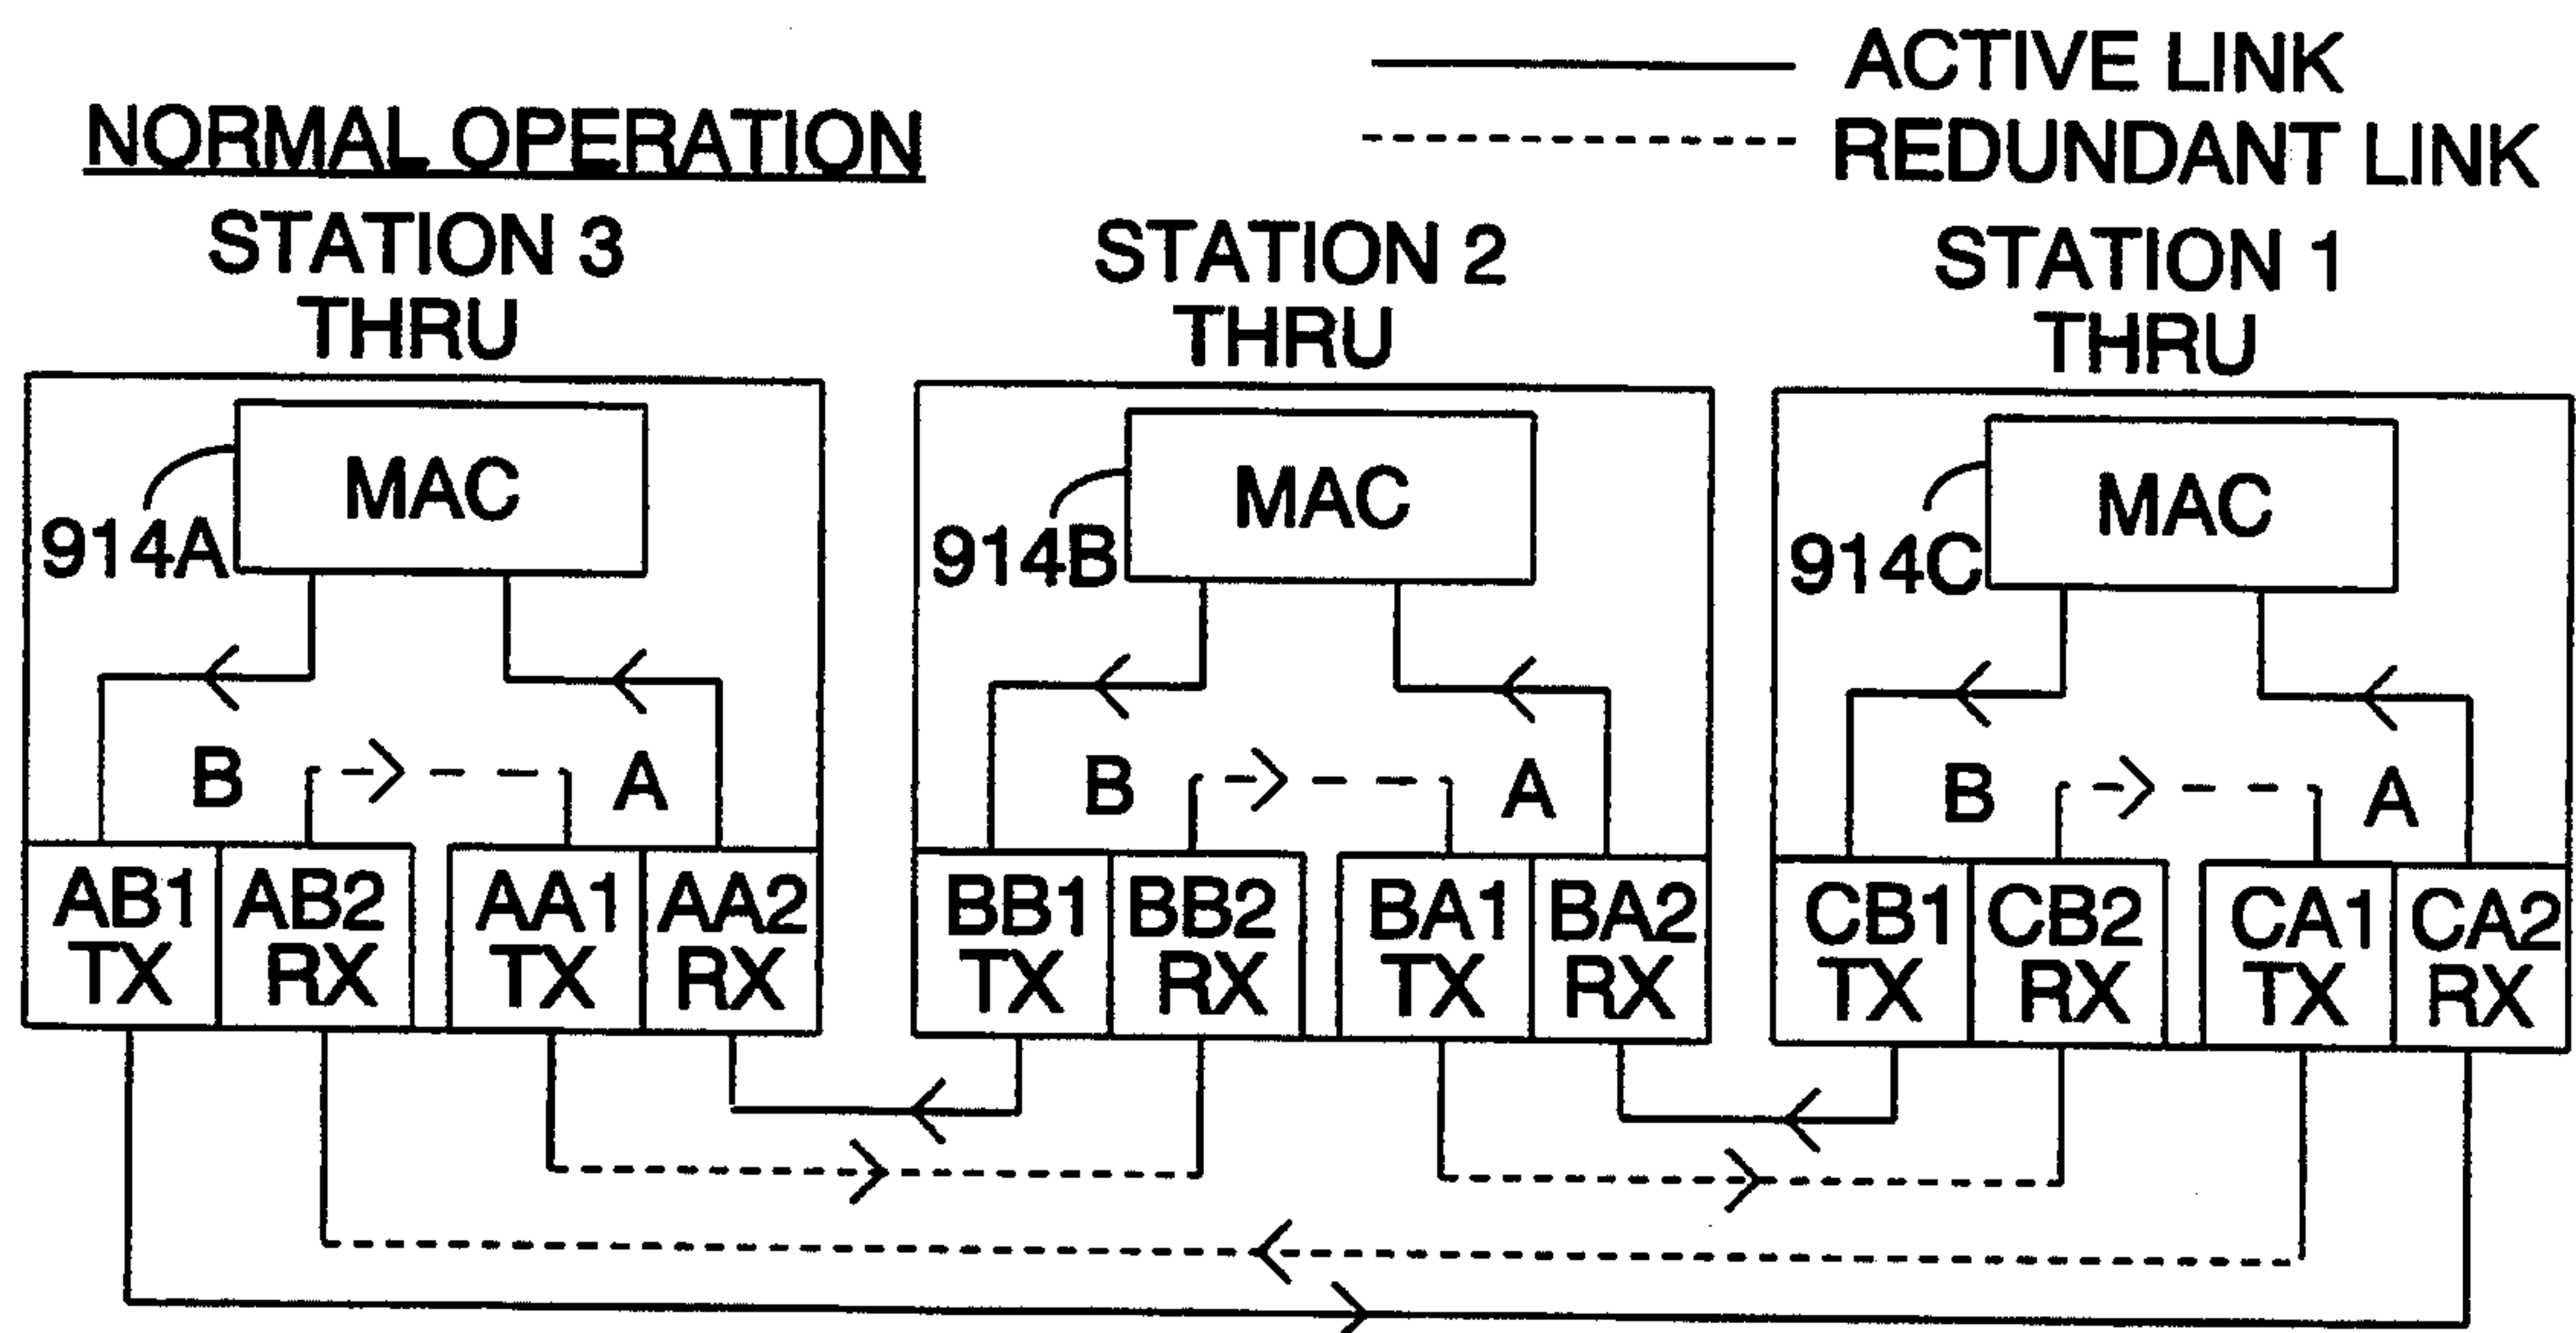 ACTIVE LINK
NORMAL OPERATION
REDUNDANT LINK
STATION 3
THRU
STATION 2
THRU
STATION 1
THRU
MAC
914A
MAC
914B
MAC
914C
B
A
B
A
B
A
AB1
TX
AB2
RX
AA1
TX
AA2
RX
BB1
TX
BB2
RX
BA1
TX
BA2
RX
CB1
TX
CB2
RX
CA1
TX
CA2
RX